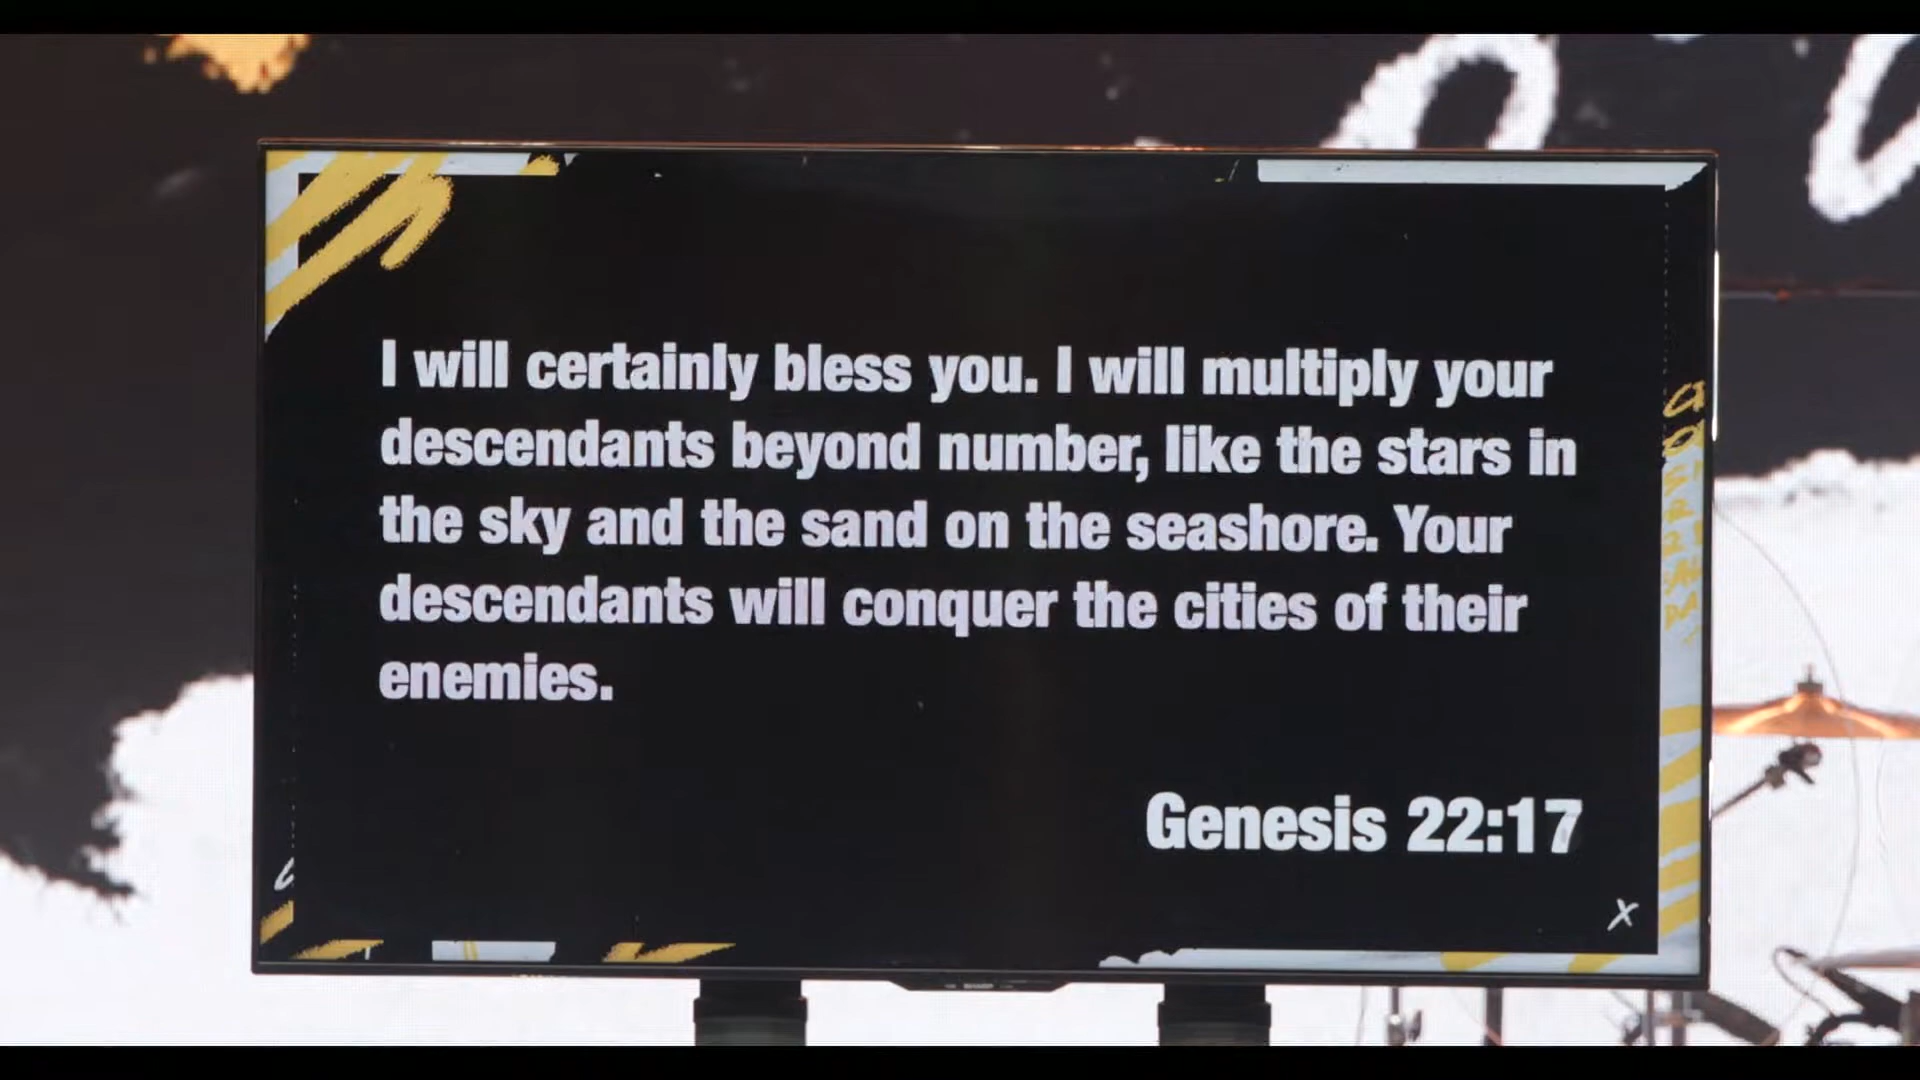 I will certainly bless you. I will multiply your
descendants beyond number, like the stars in
the sky and the sand on the seashore. Your
descendants will conquer the cities of their
enemies.
Genesis 22:17
X